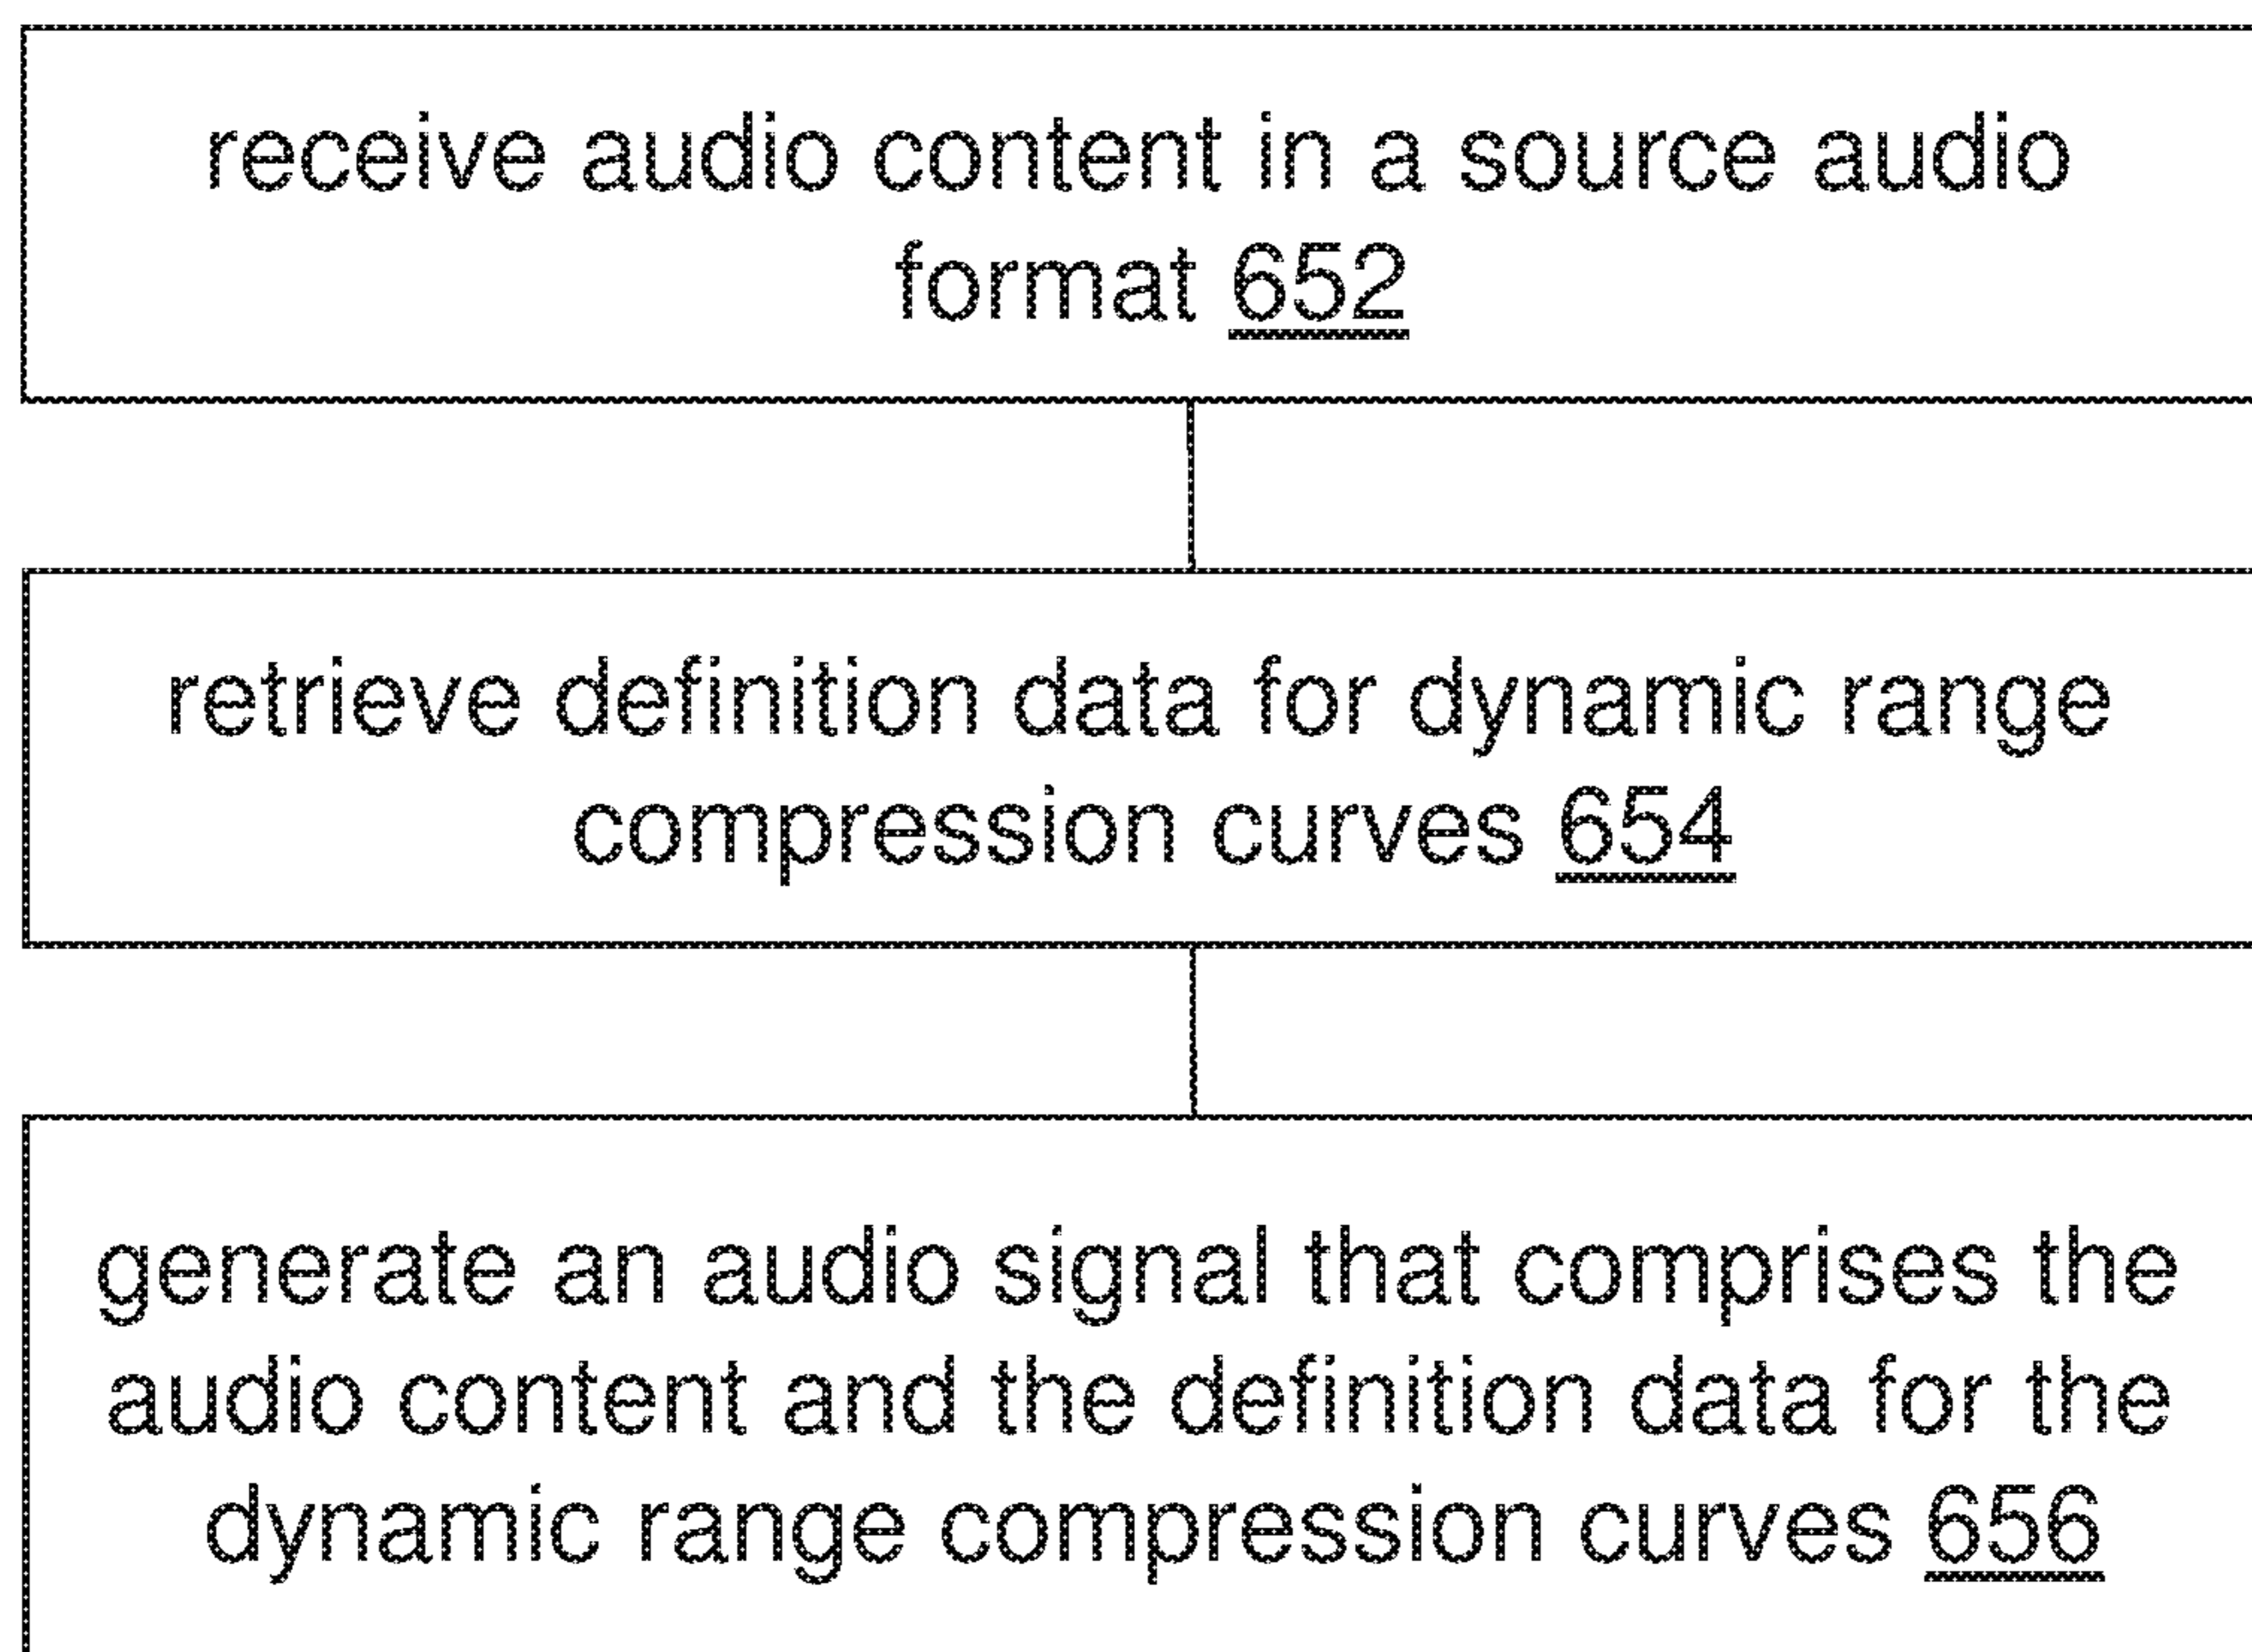 receive audio content in a source audio
format 652
retrieve definition data for dynamic range
compression curves 654
generate an audio signal that comprises the
audio content and the definition data for the
dynamic range compression curves 656